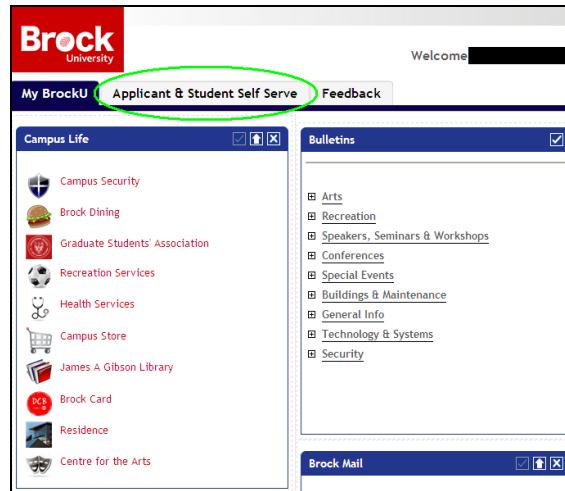 Brock
University
Welcome
My BrockU Applicant & Student Self Serve Feedback
Campus Life
Campus Security
Brock Dining
Graduate Students' Association
Recreation Services
Health Services
Campus Store
James A Gibson Library
DCB
Brock Card
Residence
Centre for the Arts
Bulletins
Arts
Recreation
Speakers, Seminars & Workshops
Conferences
Special Events
Buildings & Maintenance
General Info
Technology & Systems
Security
Brock Mail